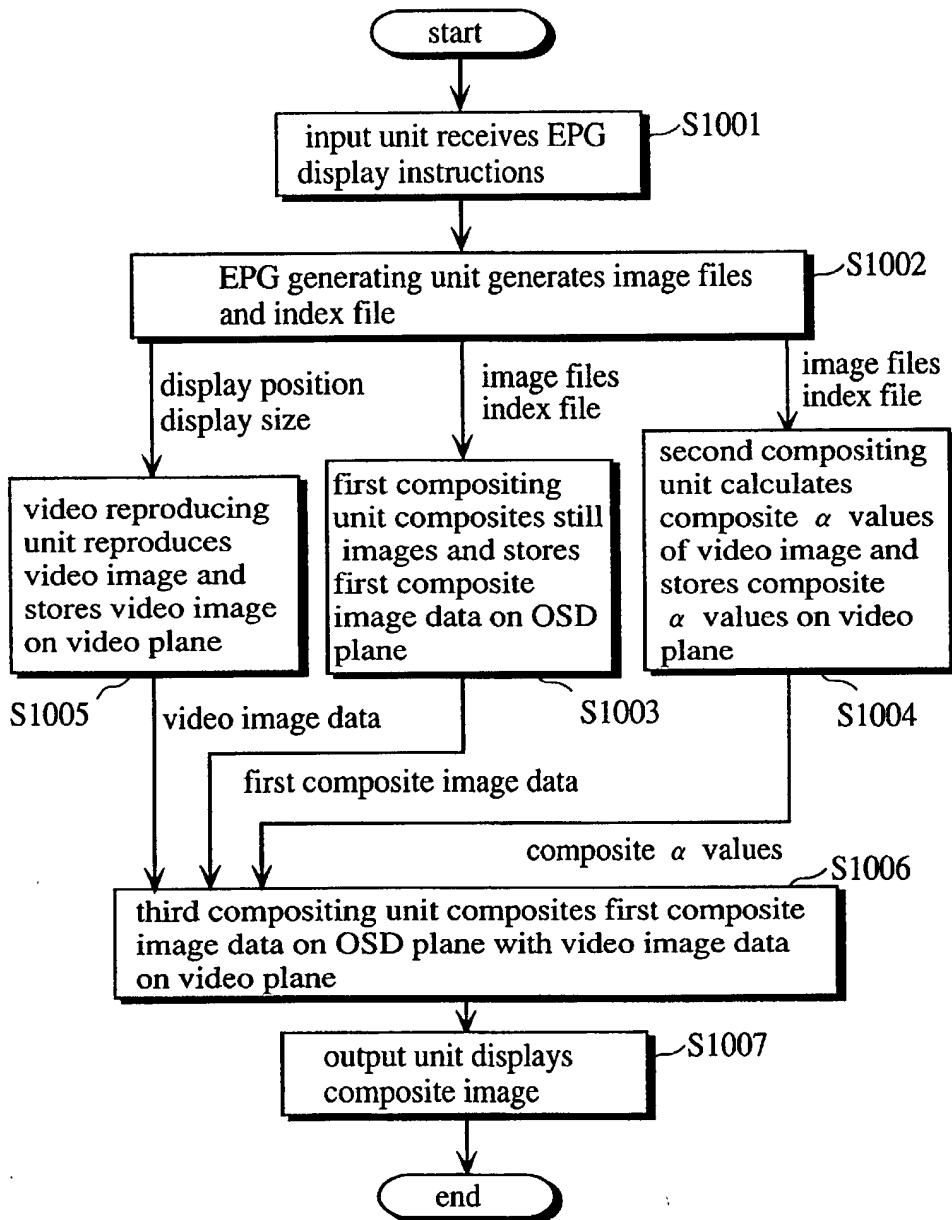 start
input unit receives EPG
display instructions
S1001
EPG generating unit generates image files
and index file
S1002
display position
display size
image files
index file
image files
index file
video reproducing
unit reproduces
video image and
stores video image
on video plane
S1005
first compositing
unit composites still
images and stores
first composite
image data on OSD
plane
S1003
second compositing
unit calculates
composite α values
of video image and
stores composite
α values on video
plane
S1004
video image data
first composite image data
composite α values
S1006
third compositing unit composites first composite
image data on OSD plane with video image data
on video plane
output unit displays
composite image
S1007
end